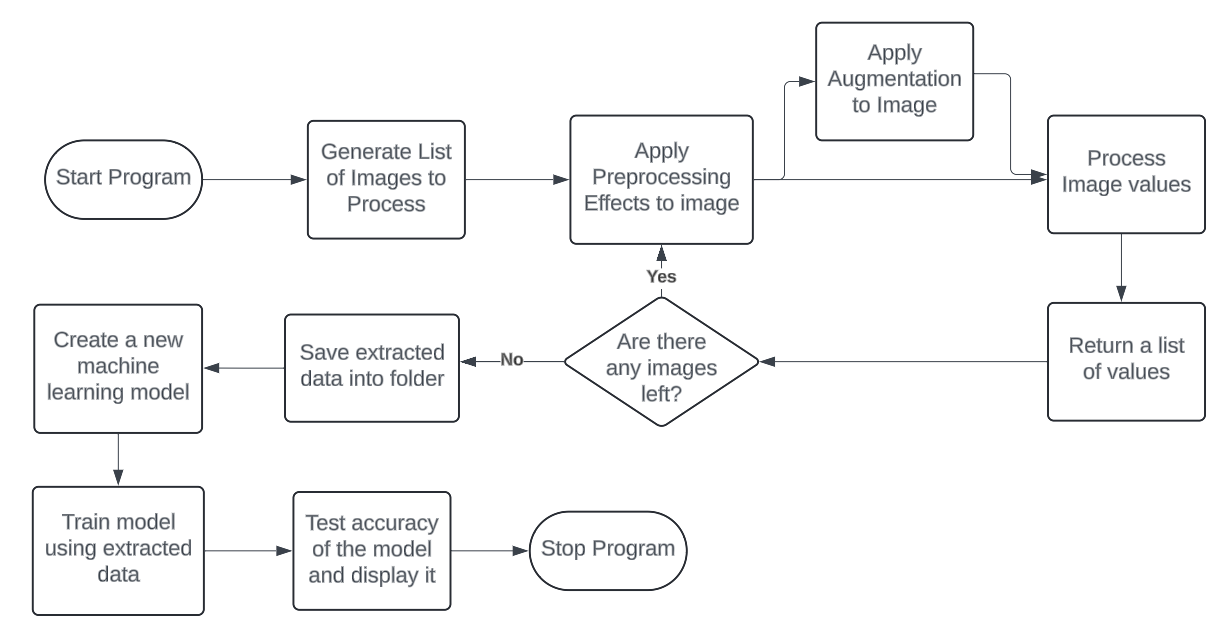 Start Program
Generate List
of Images to
Process
Apply
Preprocessing
Effects to image
Apply
Augmentation
to Image
Process
Image values
Return a list
of values
Are there
any images
left?
Yes
No
Save extracted
data into folder
Create a new
machine
learning model
Train model
using extracted
data
Test accuracy
of the model
and display it
Stop Program